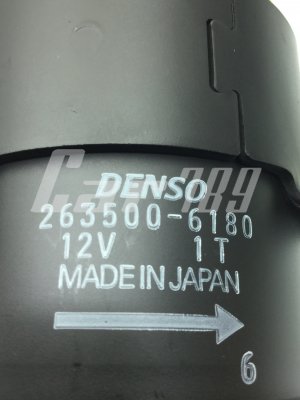 DENSO
263500-6180
12V 1T
MADE IN JAPAN
6